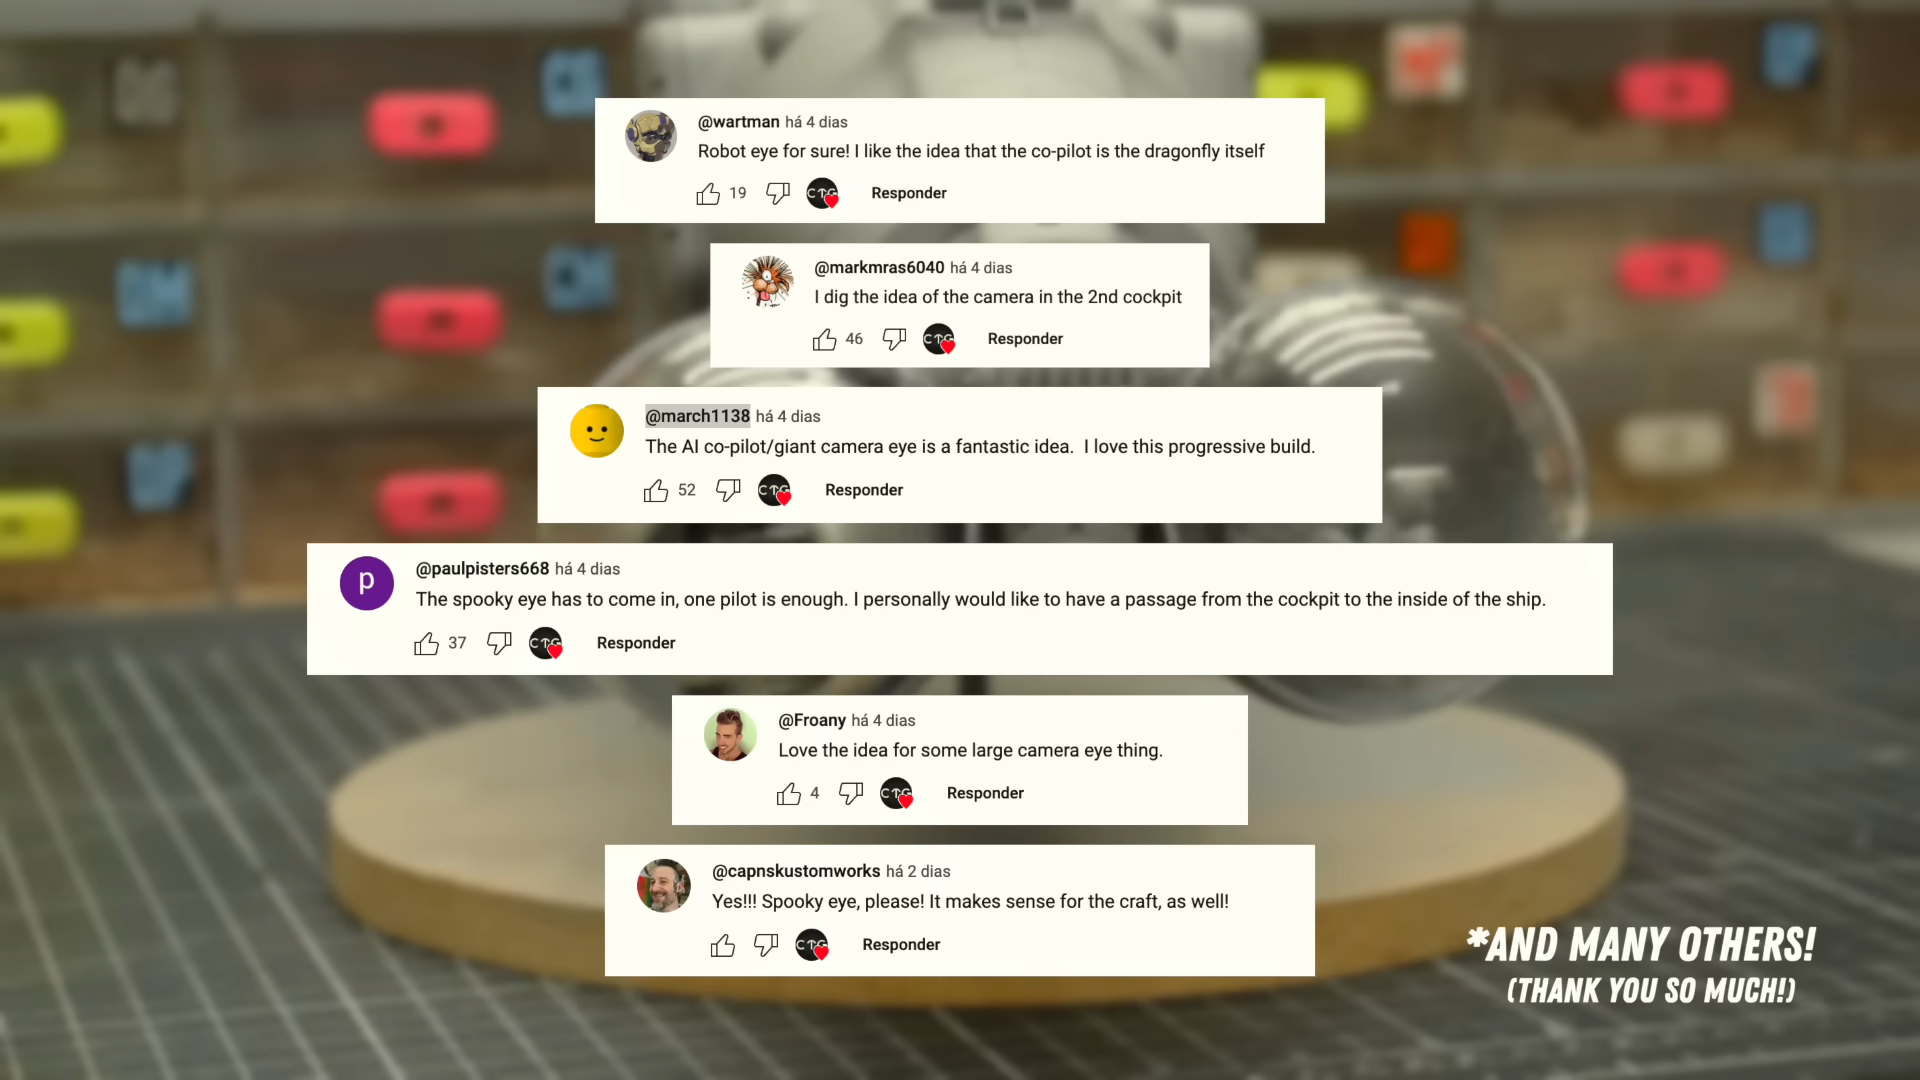 @wartman há 4 dias
Robot eye for sure! I like the idea that the co-pilot is the dragonfly itself
19 CTG Responder
@markmras6040 há 4 dias
I dig the idea of the camera in the 2nd cockpit
46 CTG Responder
@march1138 há 4 dias
The AI co-pilot/giant camera eye is a fantastic idea.  I love this progressive build.
52 CTG Responder
P
@paulpisters668 há 4 dias
The spooky eye has to come in, one pilot is enough. I personally would like to have a passage from the cockpit to the inside of the ship.
37 CTG Responder
@Froany há 4 dias
Love the idea for some large camera eye thing.
4 CTG Responder
@capnskustomworks há 2 dias
Yes!!! Spooky eye, please! It makes sense for the craft, as well!
CTG Responder
*AND MANY OTHERS!
(THANK YOU SO MUCH!)